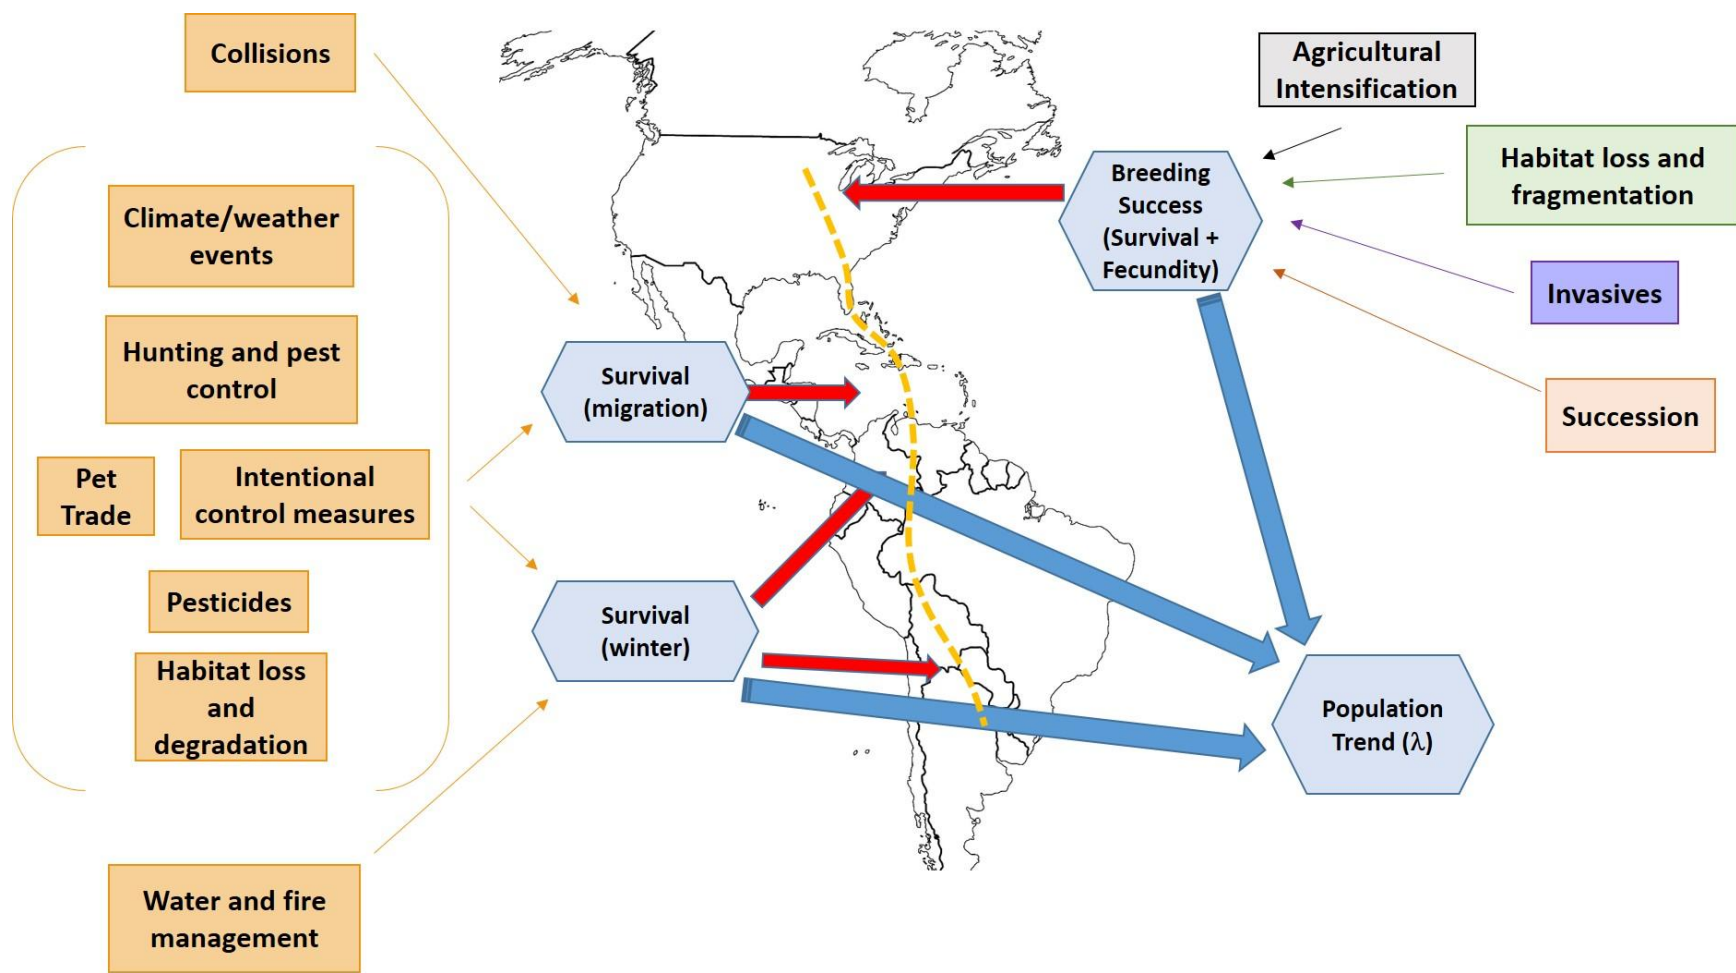 Collisions
Climate/weather
events
Hunting and pest
control
Pet
Trade
Intentional
control measures
Pesticides
Habitat loss
and
degradation
Water and fire
management
Survival
(migration)
Survival
(winter)
Breeding
Success
(Survival +
Fecundity)
Agricultural
Intensification
Habitat loss and
fragmentation
Invasives
Succession
Population
Trend (λ)